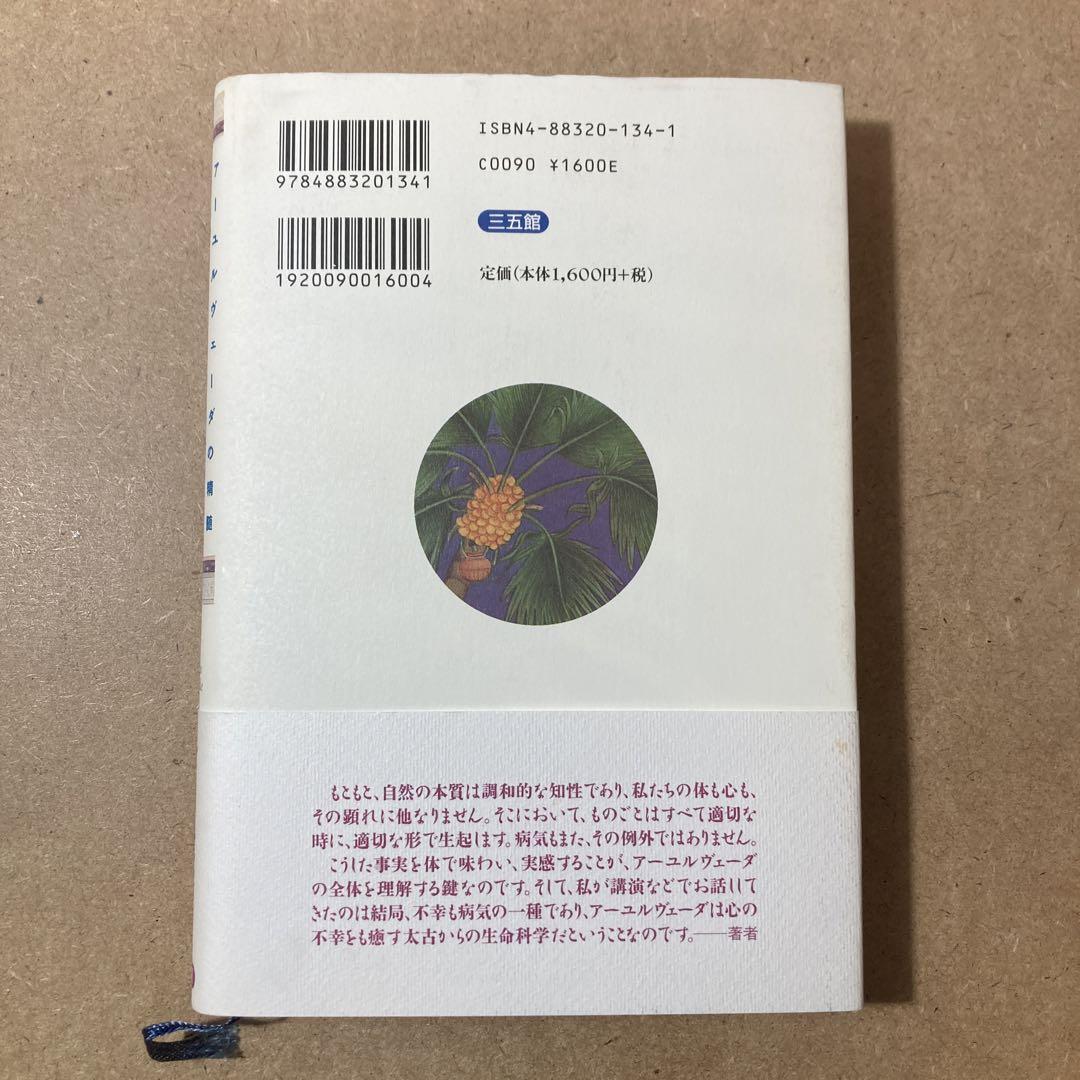 アーユルヴェーダの精髄
9784883201341
ISBN4-88320-134-1
C0090 ¥1600E
1920090016004
三五館
定価(本体1,600円+税)
もともと、自然の本質は調和的な知性であり、私たちの体も心も、
その顕れに他なりません。そこにおいて、ものごとはすべて適切な
時に、適切な形で生起します。病気もまた、その例外ではありません。
こうした事実を体で味わい、実感することが、アーユルヴェーダ
の全体を理解する鍵なのです。そして、私が講演などでお話しして
きたのは結局、不幸も病気の一種であり、アーユルヴェーダは心の
不幸をも癒す太古からの生命科学だということなのです。——著者